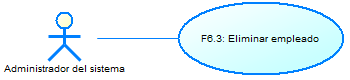 F6.3: Eliminar empleado
Administrador del sistema